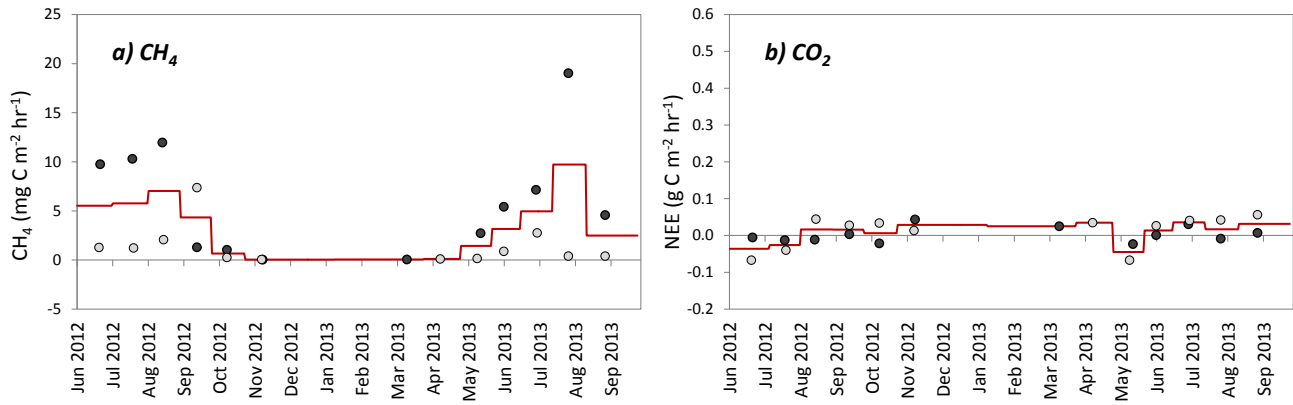 a) CH4
CH4 (mg C m-2 hr-1)
25
20
15
10
5
0
-5
Jun 2012
Jul 2012
Aug 2012
Sep 2012
Oct 2012
Nov 2012
Dec 2012
Jan 2013
Feb 2013
Mar 2013
Apr 2013
May 2013
Jun 2013
Jul 2013
Aug 2013
Sep 2013
b) CO2
NEE (g C m-2 hr-1)
0.6
0.5
0.4
0.3
0.2
0.1
0.0
-0.1
-0.2
Jun 2012
Jul 2012
Aug 2012
Sep 2012
Oct 2012
Nov 2012
Dec 2012
Jan 2013
Feb 2013
Mar 2013
Apr 2013
May 2013
Jun 2013
Jul 2013
Aug 2013
Sep 2013